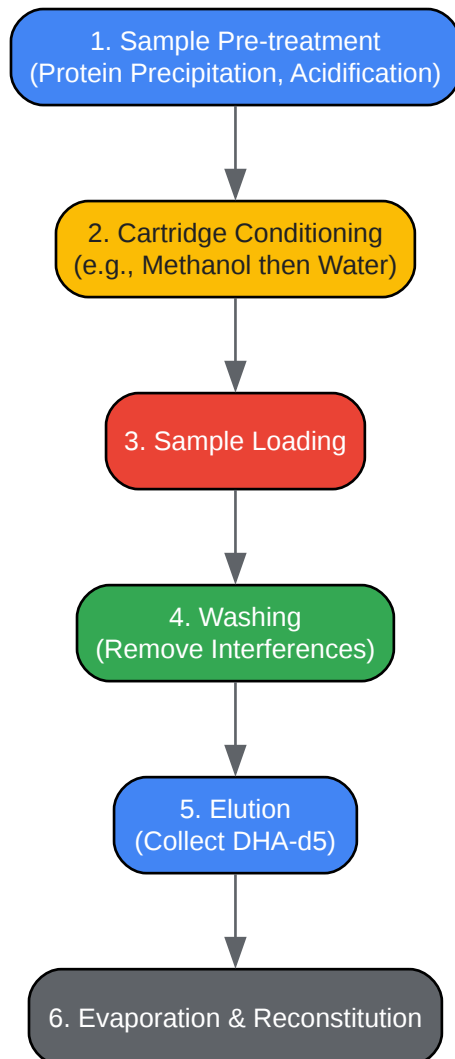 1. Sample Pre-treatment
(Protein Precipitation, Acidification)
2. Cartridge Conditioning
(e.g., Methanol then Water)
3. Sample Loading
4. Washing
(Remove Interferences)
5. Elution
(Collect DHA-d5)
6. Evaporation & Reconstitution